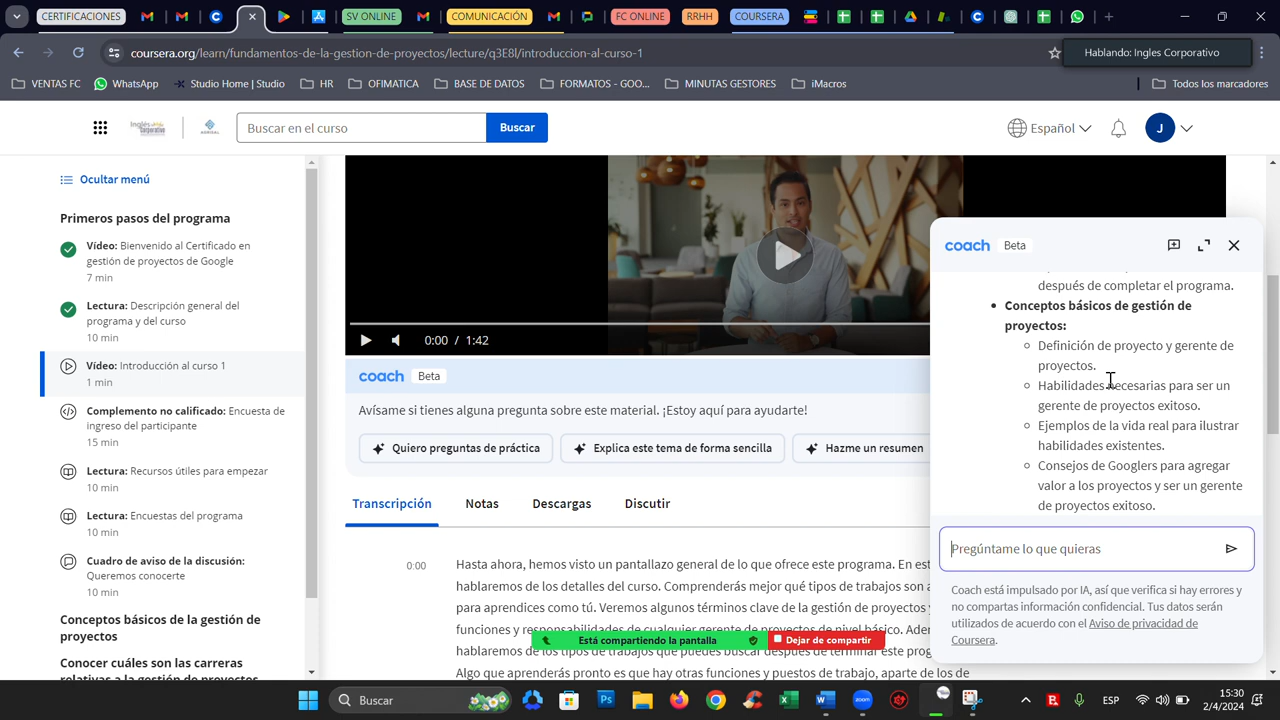 CERTIFICACIONES
SV ONLINE
COMUNICACIÓN
FC ONLINE
RRHH
COURSERA
coursera.org/learn/fundamentos-de-la-gestion-de-proyectos/lecture/q3E8l/introduccion-al-curso-1
Hablando: Ingles Corporativo
VENTAS FC
WhatsApp
Studio Home | Studio
HR
OFIMATICA
BASE DE DATOS
FORMATOS - GOO...
MINUTAS GESTORES
iMacros
Todos los marcadores
Buscar en el curso
Buscar
Español
J
Ocultar menú
Primeros pasos del programa
Vídeo: Bienvenido al Certificado en
gestión de proyectos de Google
7 min
Lectura: Descripción general del
programa y del curso
10 min
Vídeo: Introducción al curso 1
1 min
Complemento no calificado: Encuesta de
ingreso del participante
15 min
Lectura: Recursos útiles para empezar
10 min
Lectura: Encuestas del programa
10 min
Cuadro de aviso de la discusión:
Queremos conocerte
10 min
Conceptos básicos de la gestión de
proyectos
Conocer cuáles son las carreras
relativas a la gestión de proyectos
0:00 / 1:42
coach Beta
Avísame si tienes alguna pregunta sobre este material. ¡Estoy aquí para ayudarte!
Quiero preguntas de práctica
Explica este tema de forma sencilla
Hazme un resumen
Transcripción
Notas
Descargas
Discutir
0:00
Hasta ahora, hemos visto un pantallazo general de lo que ofrece este programa. En est
hablaremos de los detalles del curso. Comprenderás mejor qué tipos de trabajos son a
para aprendices como tú. Veremos algunos términos clave de la gestión de proyectos
funciones y responsabilidades de cualquier gerente de proyectos de nivel básico. Ade
hablaremos de los tipos de trabajos que puedes buscar después de terminar este prog
Algo que aprenderás pronto es que hay otras funciones y puestos de trabajo, aparte de los de
Está compartiendo la pantalla
Dejar de compartir
coach Beta
después de completar el programa.
Conceptos básicos de gestión de
proyectos:
Definición de proyecto y gerente de
proyectos.
Habilidades necesarias para ser un
gerente de proyectos exitoso.
Ejemplos de la vida real para ilustrar
habilidades existentes.
Consejos de Googlers para agregar
valor a los proyectos y ser un gerente
de proyectos exitoso.
Pregúntame lo que quieras
Coach está impulsado por IA, así que verifica si hay errores y
no compartas información confidencial. Tus datos serán
utilizados de acuerdo con el Aviso de privacidad de
Coursera.
Buscar
ESP
15:30
2/4/2024